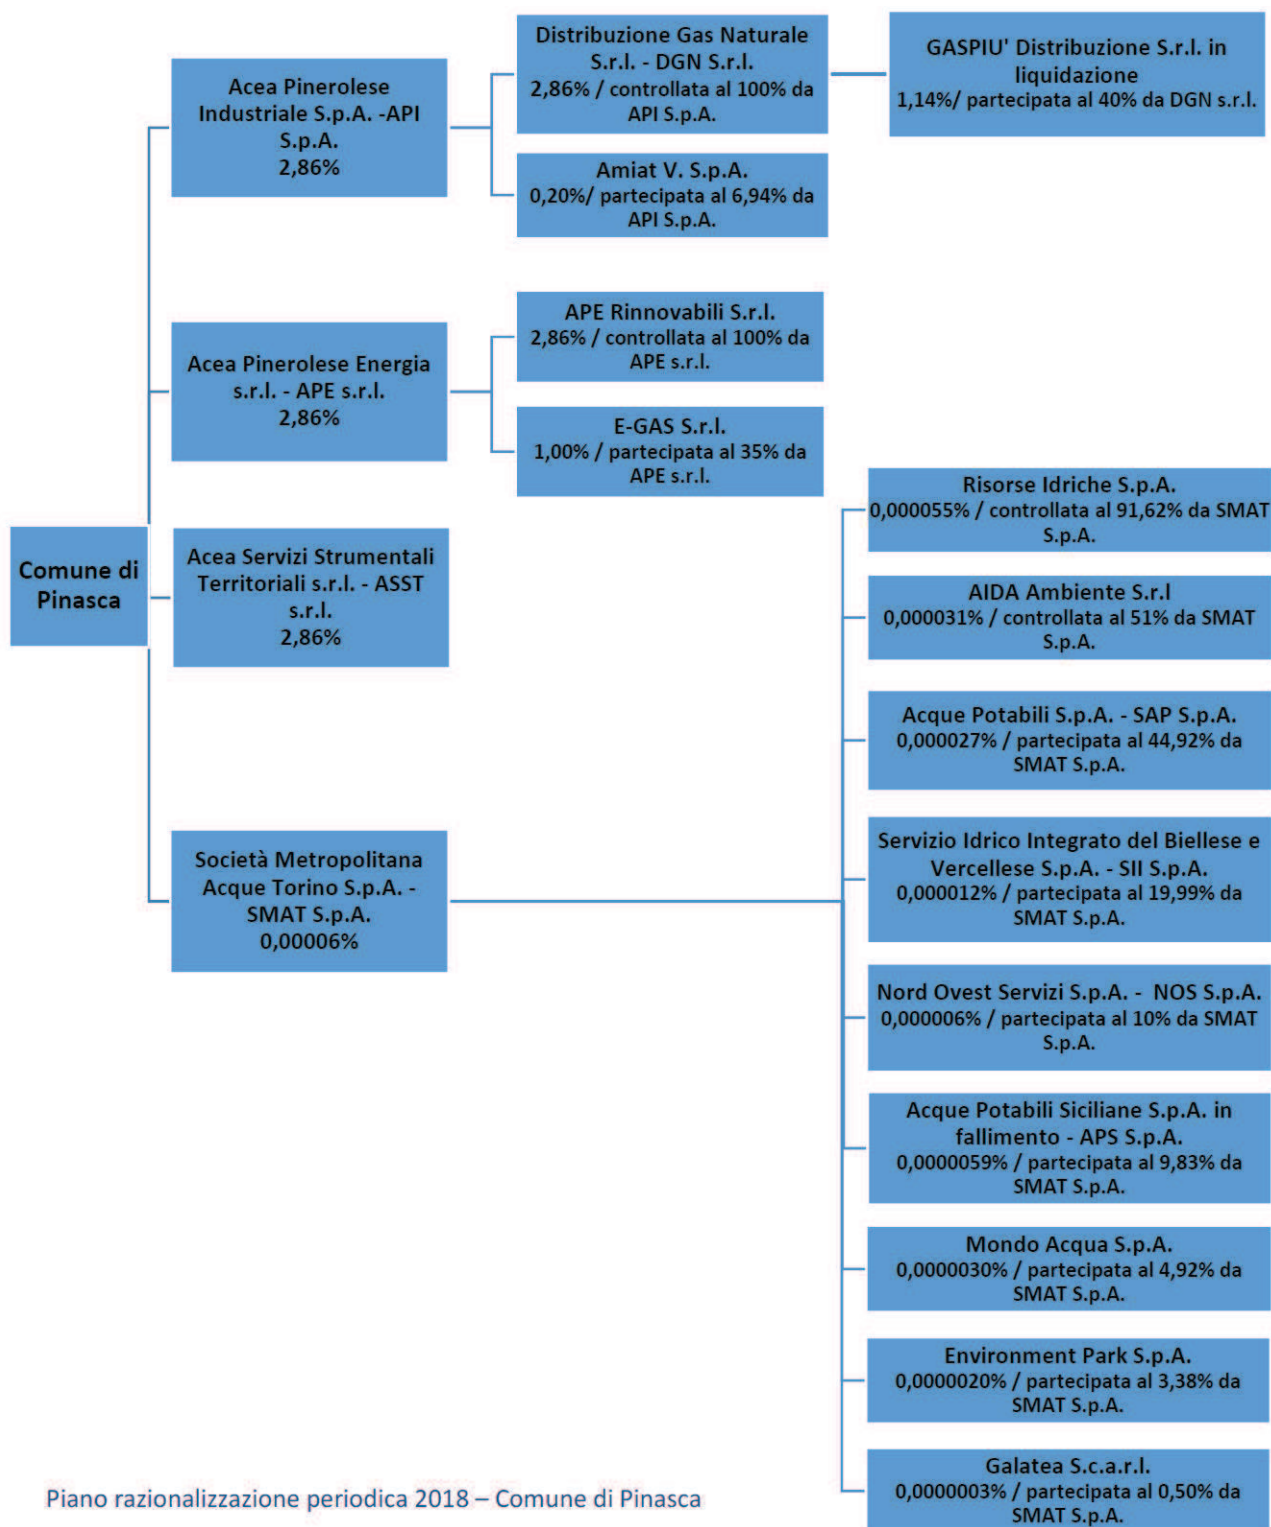 Comune di
Pinasca
Acea Pinerolese
Industriale S.p.A. -API
S.p.A.
2,86%
Distribuzione Gas Naturale
S.r.l. - DGN S.r.l.
2,86% / controllata al 100% da
API S.p.A.
GASPIU' Distribuzione S.r.l. in
liquidazione
1,14%/ partecipata al 40% da DGN s.r.l.
Amiat V. S.p.A.
0,20%/ partecipata al 6,94% da
API S.p.A.
Acea Pinerolese Energia
s.r.l. - APE s.r.l.
2,86%
APE Rinnovabili S.r.l.
2,86% / controllata al 100% da
APE s.r.l.
E-GAS S.r.l.
1,00% / partecipata al 35% da
APE s.r.l.
Acea Servizi Strumentali
Territoriali s.r.l. - ASST
s.r.l.
2,86%
Società Metropolitana
Acque Torino S.p.A. -
SMAT S.p.A.
0,00006%
Risorse Idriche S.p.A.
0,000055% / controllata al 91,62% da SMAT
S.p.A.
AIDA Ambiente S.r.l
0,000031% / controllata al 51% da SMAT
S.p.A.
Acque Potabili S.p.A. - SAP S.p.A.
0,000027% / partecipata al 44,92% da
SMAT S.p.A.
Servizio Idrico Integrato del Biellese e
Vercellese S.p.A. - SII S.p.A.
0,000012% / partecipata al 19,99% da
SMAT S.p.A.
Nord Ovest Servizi S.p.A. - NOS S.p.A.
0,000006% / partecipata al 10% da SMAT
S.p.A.
Acque Potabili Siciliane S.p.A. in
fallimento - APS S.p.A.
0,0000059% / partecipata al 9,83% da
SMAT S.p.A.
Mondo Acqua S.p.A.
0,0000030% / partecipata al 4,92% da
SMAT S.p.A.
Environment Park S.p.A.
0,0000020% / partecipata al 3,38% da
SMAT S.p.A.
Galatea S.c.a.r.l.
0,0000003% / partecipata al 0,50% da
SMAT S.p.A.
Piano razionalizzazione periodica 2018 – Comune di Pinasca